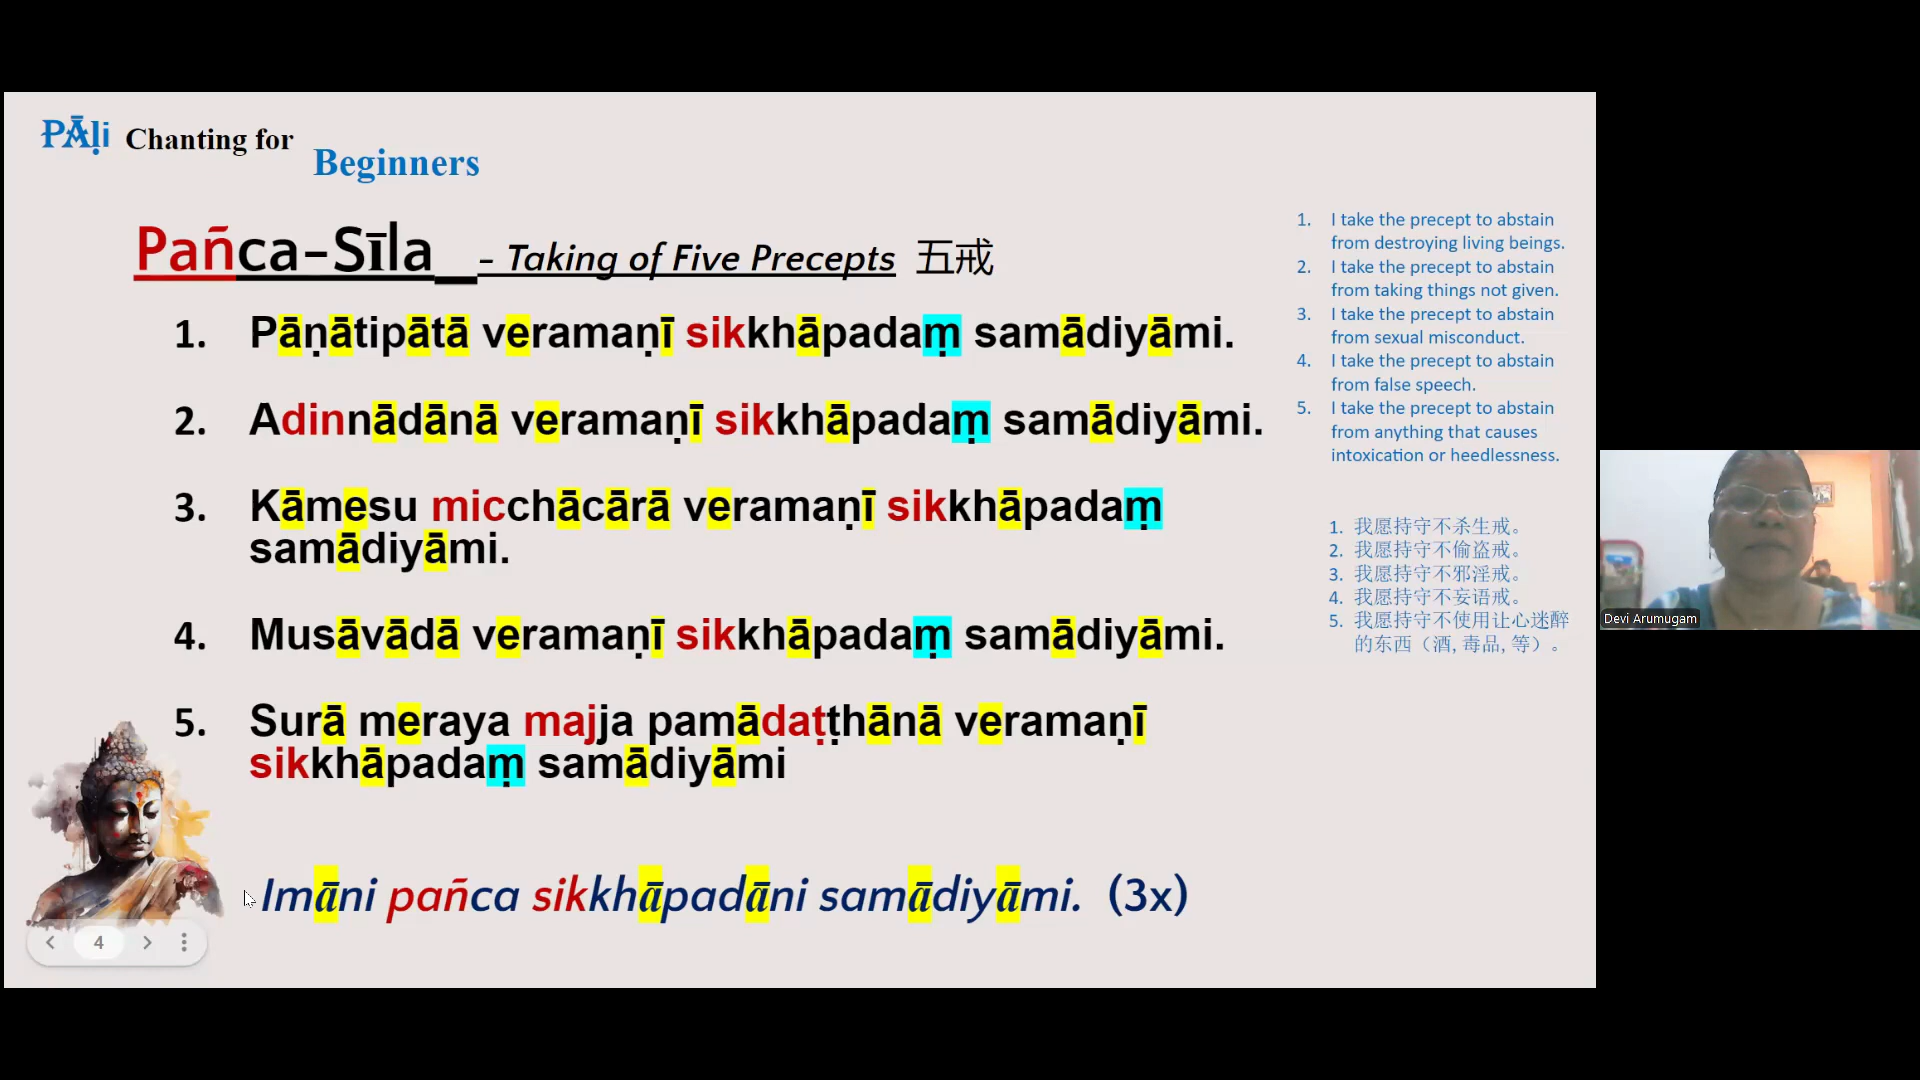 PĀḷi Chanting for
Beginners
Pañca-Sīla_ – Taking of Five Precepts 五戒
1. Pāṇātipātā veramaṇī sikkhāpadaṃ samādiyāmi.
2. Adinnādānā veramaṇī sikkhāpadaṃ samādiyāmi.
3. Kāmesu micchācārā veramaṇī sikkhāpadaṃ
samādiyāmi.
4. Musāvādā veramaṇī sikkhāpadaṃ samādiyāmi.
5. Surā meraya majja pamādaṭṭhānā veramaṇī
sikkhāpadaṃ samādiyāmi
Imāni pañca sikkhāpadāni samādiyāmi. (3x)
4
1. I take the precept to abstain
from destroying living beings.
2. I take the precept to abstain
from taking things not given.
3. I take the precept to abstain
from sexual misconduct.
4. I take the precept to abstain
from false speech.
5. I take the precept to abstain
from anything that causes
intoxication or heedlessness.
1. 我愿持守不杀生戒。
2. 我愿持守不偷盗戒。
3. 我愿持守不邪淫戒。
4. 我愿持守不妄语戒。
5. 我愿持守不使用让心迷醉
的东西（酒, 毒品, 等）。
Devi Arumugam